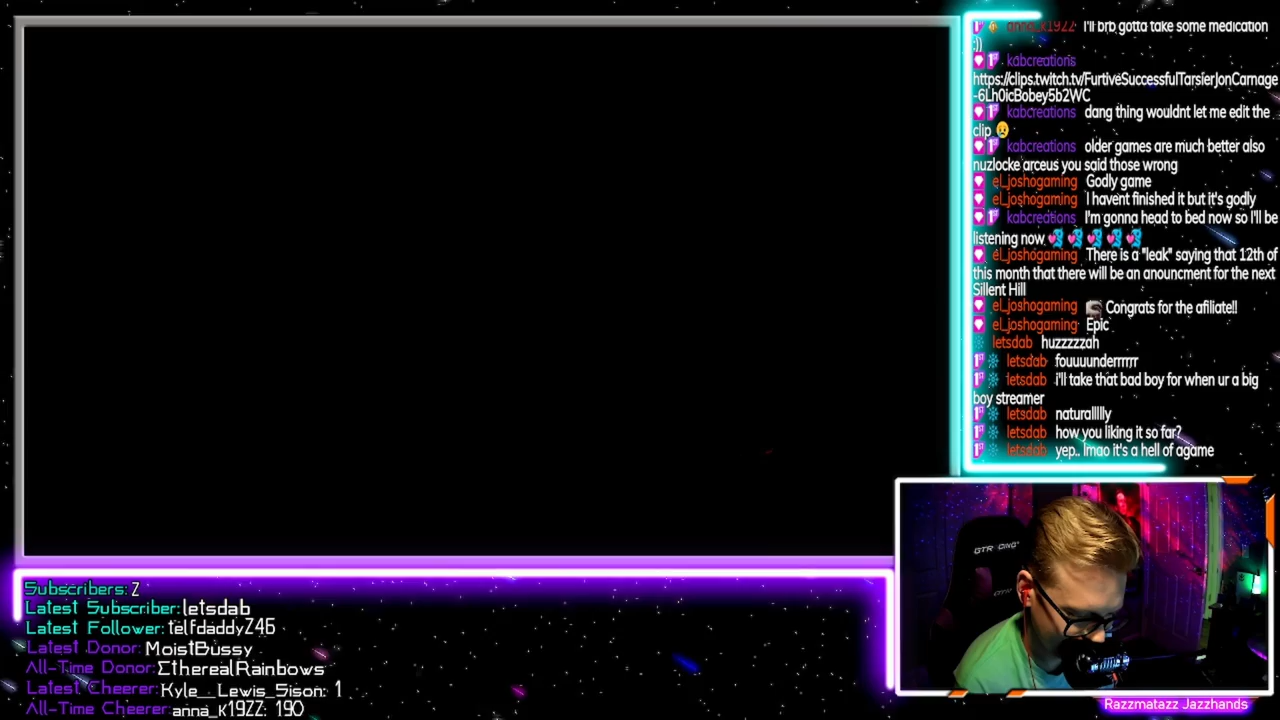 anna_k19ZZ I'll brb gotta take some medication
:))
kabcreations
https://clips.twitch.tv/FurtiveSuccessfulTarsierJonCarnage
-6Lh0icBobey5b2WC
kabcreations dang thing wouldnt let me edit the
clip 😢
kabcreations older games are much better also
nuzlocke arceus you said those wrong
el_joshogaming Godly game
el_joshogaming I havent finished it but it's godly
kabcreations I'm gonna head to bed now so I'll be
listening now
el_joshogaming There is a "leak" saying that 12th of
this month that there will be an anouncment for the next
Sillent Hill
el_joshogaming Congrats for the afiliate!!
el_joshogaming Epic
letsdab huzzzzzah
letsdab fouuuunderrrrrr
letsdab i'll take that bad boy for when ur a big
boy streamer
letsdab naturalllllly
letsdab how you liking it so far?
letsdab yep.. lmao it's a hell of agame
GTRACING
Subscribers: 2
Latest Subscriber: letsdab
Latest Follower: telfdaddy246
Latest Donor: MoistBussy
All-Time Donor: EtherealRainbows
Latest Cheerer: Kyle__Lewis_Sison: 1
All-Time Cheerer: anna_k19ZZ: 190
Razzmatazz Jazzhands